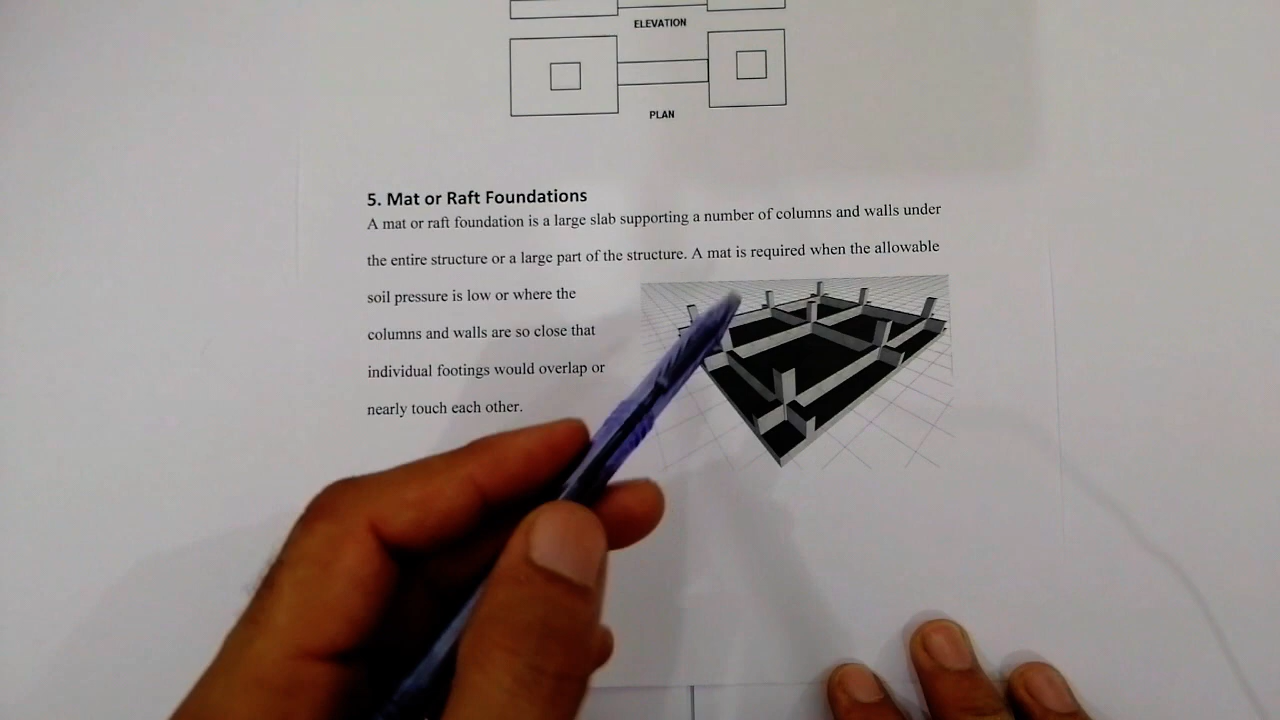 ELEVATION
PLAN
5. Mat or Raft Foundations
A mat or raft foundation is a large slab supporting a number of columns and walls under
the entire structure or a large part of the structure. A mat is required when the allowable
soil pressure is low or where the
columns and walls are so close that
individual footings would overlap or
nearly touch each other.